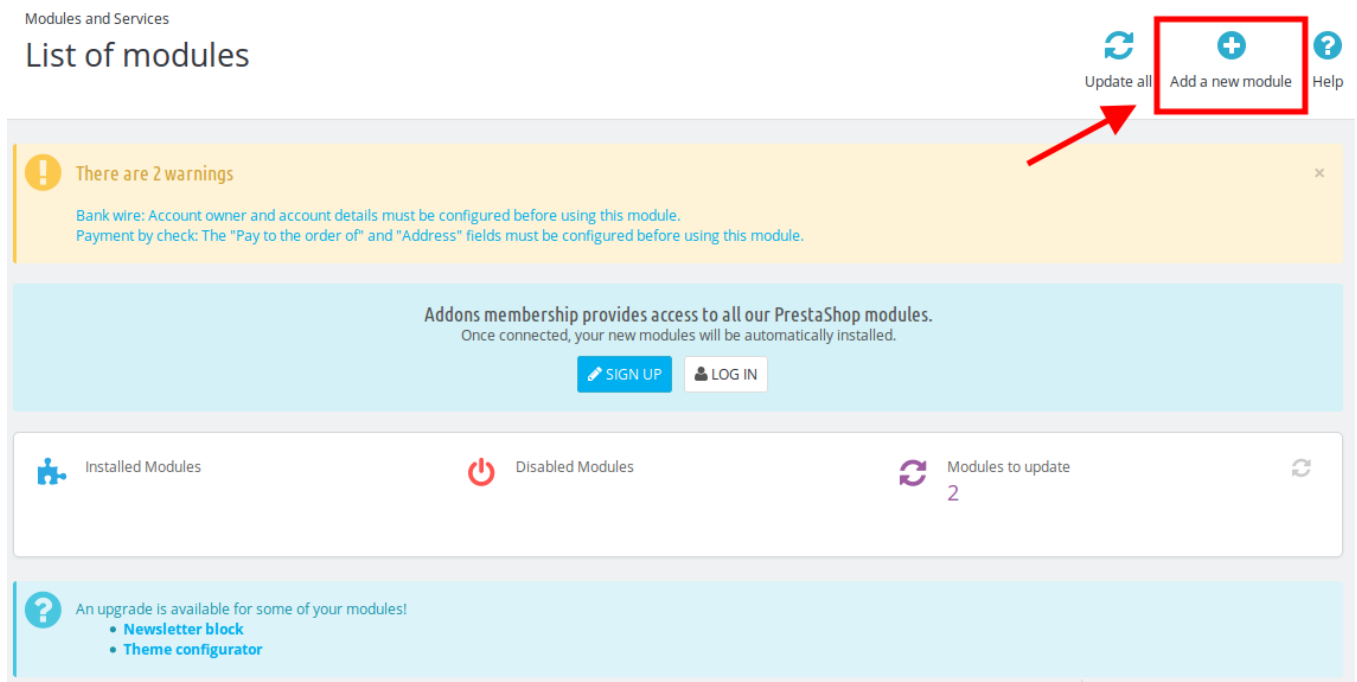 Modules and Services
List of modules
Update all
Add a new module
Help
There are 2 warnings
×
Bank wire: Account owner and account details must be configured before using this module.
Payment by check: The "Pay to the order of" and "Address" fields must be configured before using this module.
Addons membership provides access to all our PrestaShop modules.
Once connected, your new modules will be automatically installed.
SIGN UP
LOG IN
Installed Modules
Disabled Modules
Modules to update
2
An upgrade is available for some of your modules!
• Newsletter block
• Theme configurator